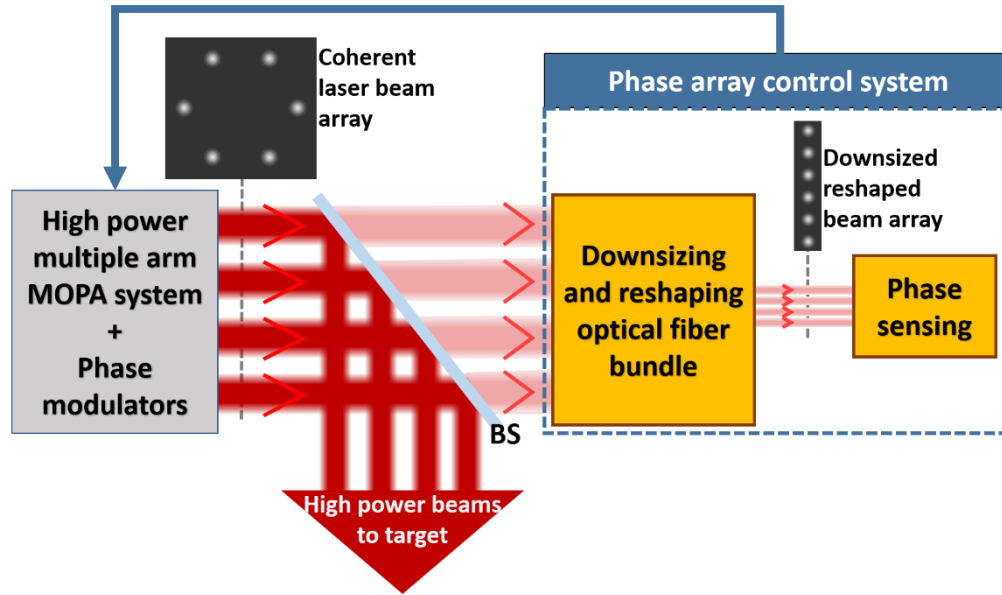 Coherent
laser beam
array
Phase array control system
Downsized
reshaped
beam array
High power
multiple arm
MOPA system
+
Phase
modulators
Downsizing
and reshaping
optical fiber
bundle
Phase
sensing
BS
High power beams
to target